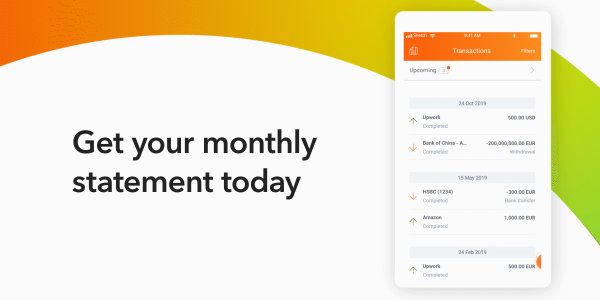 Get your monthly
statement today
Sketch 9:41 AM
Transactions Filters
Upcoming
24 Oct 2019
Upwork 500.00 USD
Completed
Bank of China - A... -200,000,000.00 EUR
Completed Withdrawal
15 May 2019
HSBC (1234) -300.00 EUR
Completed Bank transfer
Amazon 1,000.00 EUR
Completed
24 Feb 2019
Upwork 500.00 EUR
Completed